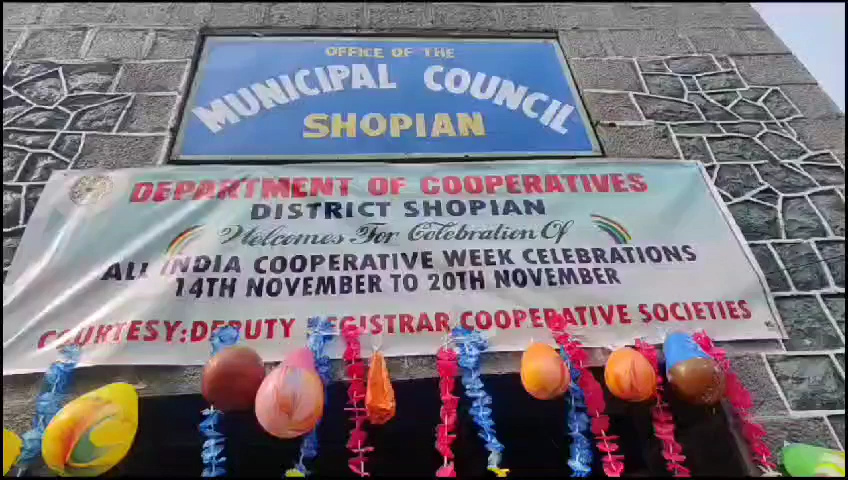 OFFICE OF THE
MUNICIPAL COUNCIL
SHOPIAN
DEPARTMENT OF COOPERATIVES
DISTRICT SHOPIAN
Welcomes For Celebration Of
ALL INDIA COOPERATIVE WEEK CELEBRATIONS
14TH NOVEMBER TO 20TH NOVEMBER
COURTESY:DEPUTY REGISTRAR COOPERATIVE SOCIETIES